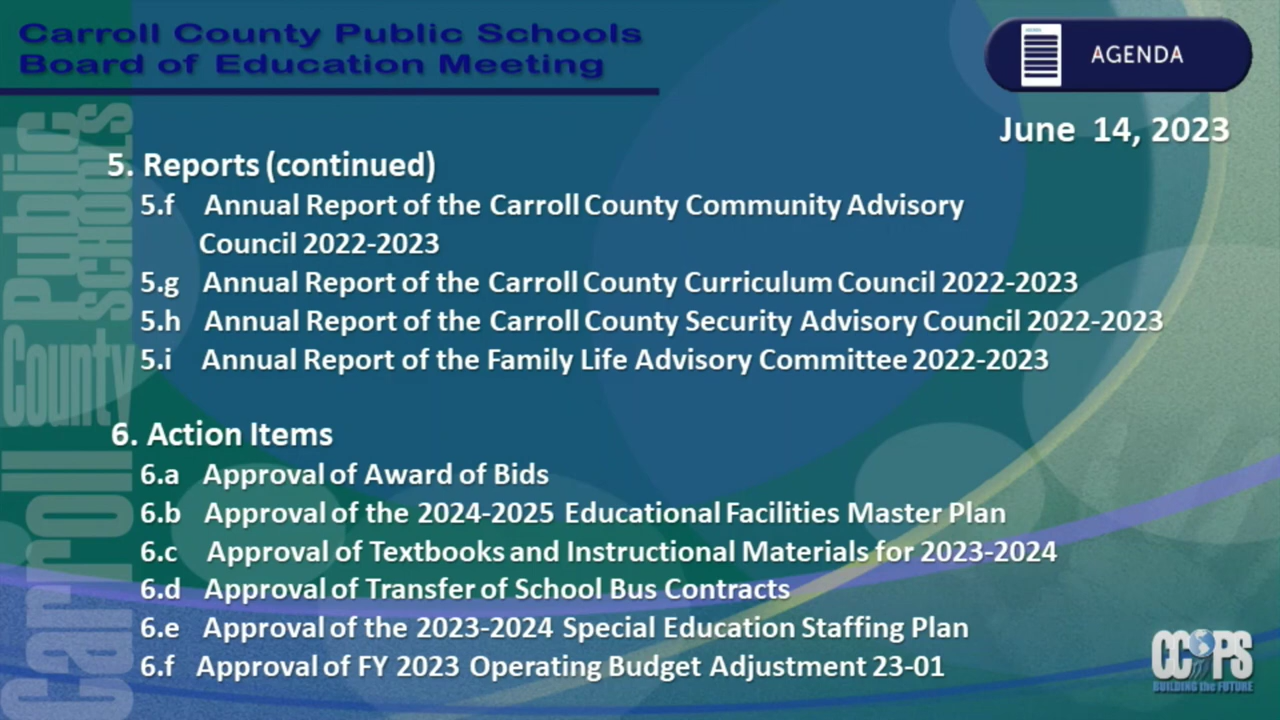 Carroll County Public Schools
Board of Education Meeting
AGENDA
June 14, 2023
5. Reports (continued)
5.f Annual Report of the Carroll County Community Advisory
Council 2022-2023
5.g Annual Report of the Carroll County Curriculum Council 2022-2023
5.h Annual Report of the Carroll County Security Advisory Council 2022-2023
5.i Annual Report of the Family Life Advisory Committee 2022-2023
6. Action Items
6.a Approval of Award of Bids
6.b Approval of the 2024-2025 Educational Facilities Master Plan
6.c Approval of Textbooks and Instructional Materials for 2023-2024
6.d Approval of Transfer of School Bus Contracts
6.e Approval of the 2023-2024 Special Education Staffing Plan
6.f Approval of FY 2023 Operating Budget Adjustment 23-01
Carroll County Public
SCHOOLS
CCPS
BUILDING the FUTURE